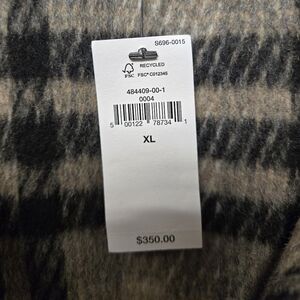 S696-0015
RECYCLED
FSC FSC® C012345
484409-00-1
0004
5 00122 78734 1
XL
$350.00